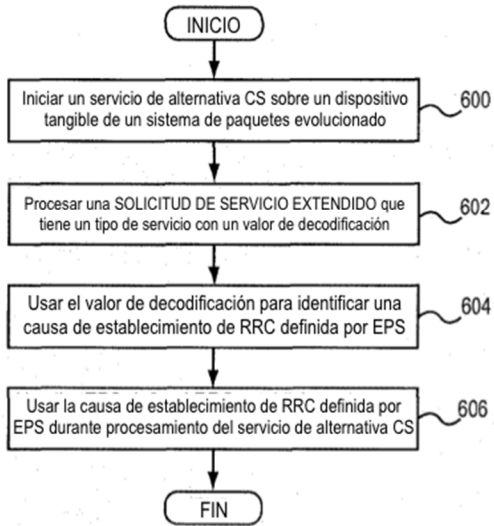 INICIO
Iniciar un servicio de alternativa CS sobre un dispositivo
tangible de un sistema de paquetes evolucionado
600
Procesar una SOLICITUD DE SERVICIO EXTENDIDO que
tiene un tipo de servicio con un valor de decodificación
602
Usar el valor de decodificación para identificar una
causa de establecimiento de RRC definida por EPS
604
Usar la causa de establecimiento de RRC definida por
EPS durante procesamiento del servicio de alternativa CS
606
FIN